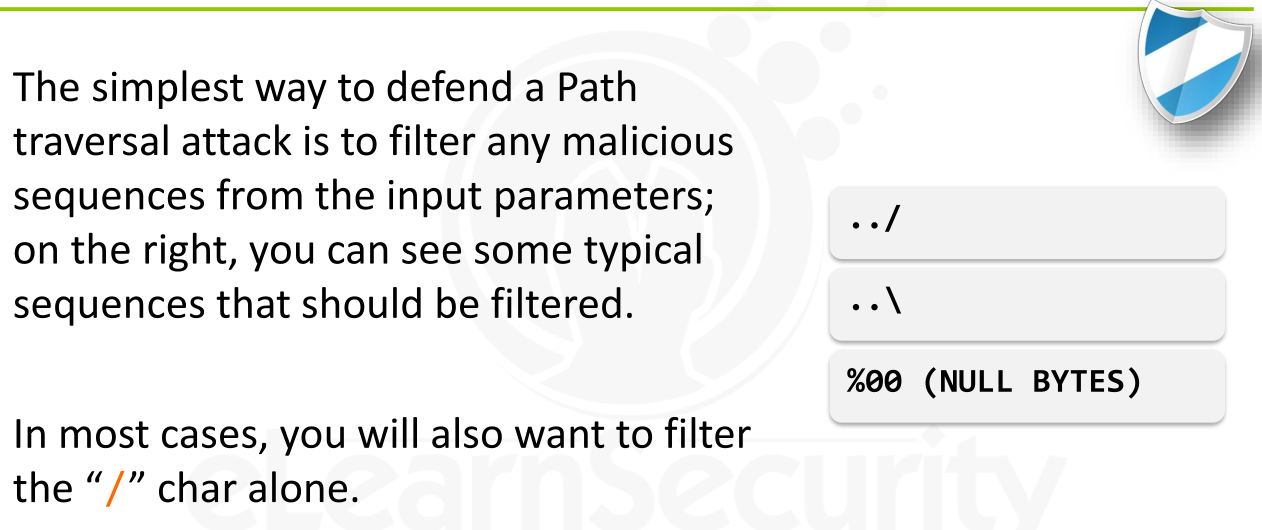 The simplest way to defend a Path
traversal attack is to filter any malicious
sequences from the input parameters;
on the right, you can see some typical
sequences that should be filtered.
In most cases, you will also want to filter
the “/” char alone.
../
..\
%00 (NULL BYTES)
eLearnSecurity